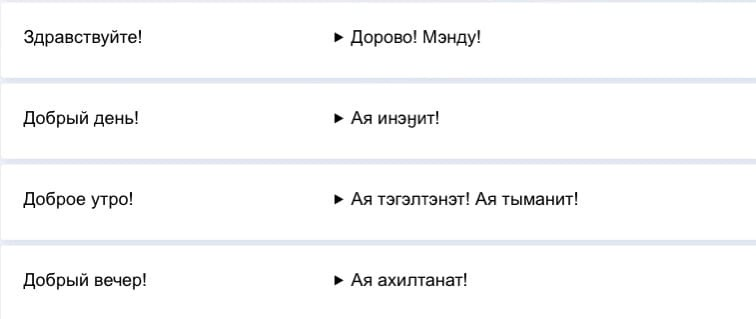 Здравствуйте! ▶ Дорово! Мэнду!
Добрый день! ▶ Ая инэӈит!
Доброе утро! ▶ Ая тэгэлтэнэт! Ая тыманит!
Добрый вечер! ▶ Ая ахилтанат!